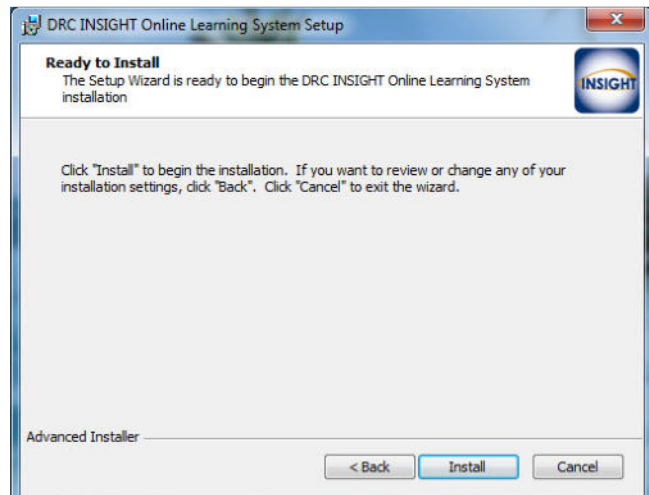 DRC INSIGHT Online Learning System Setup
Ready to Install
The Setup Wizard is ready to begin the DRC INSIGHT Online Learning System
installation
INSIGHT
Click "Install" to begin the installation. If you want to review or change any of your
installation settings, click "Back". Click "Cancel" to exit the wizard.
Advanced Installer
< Back
Install
Cancel